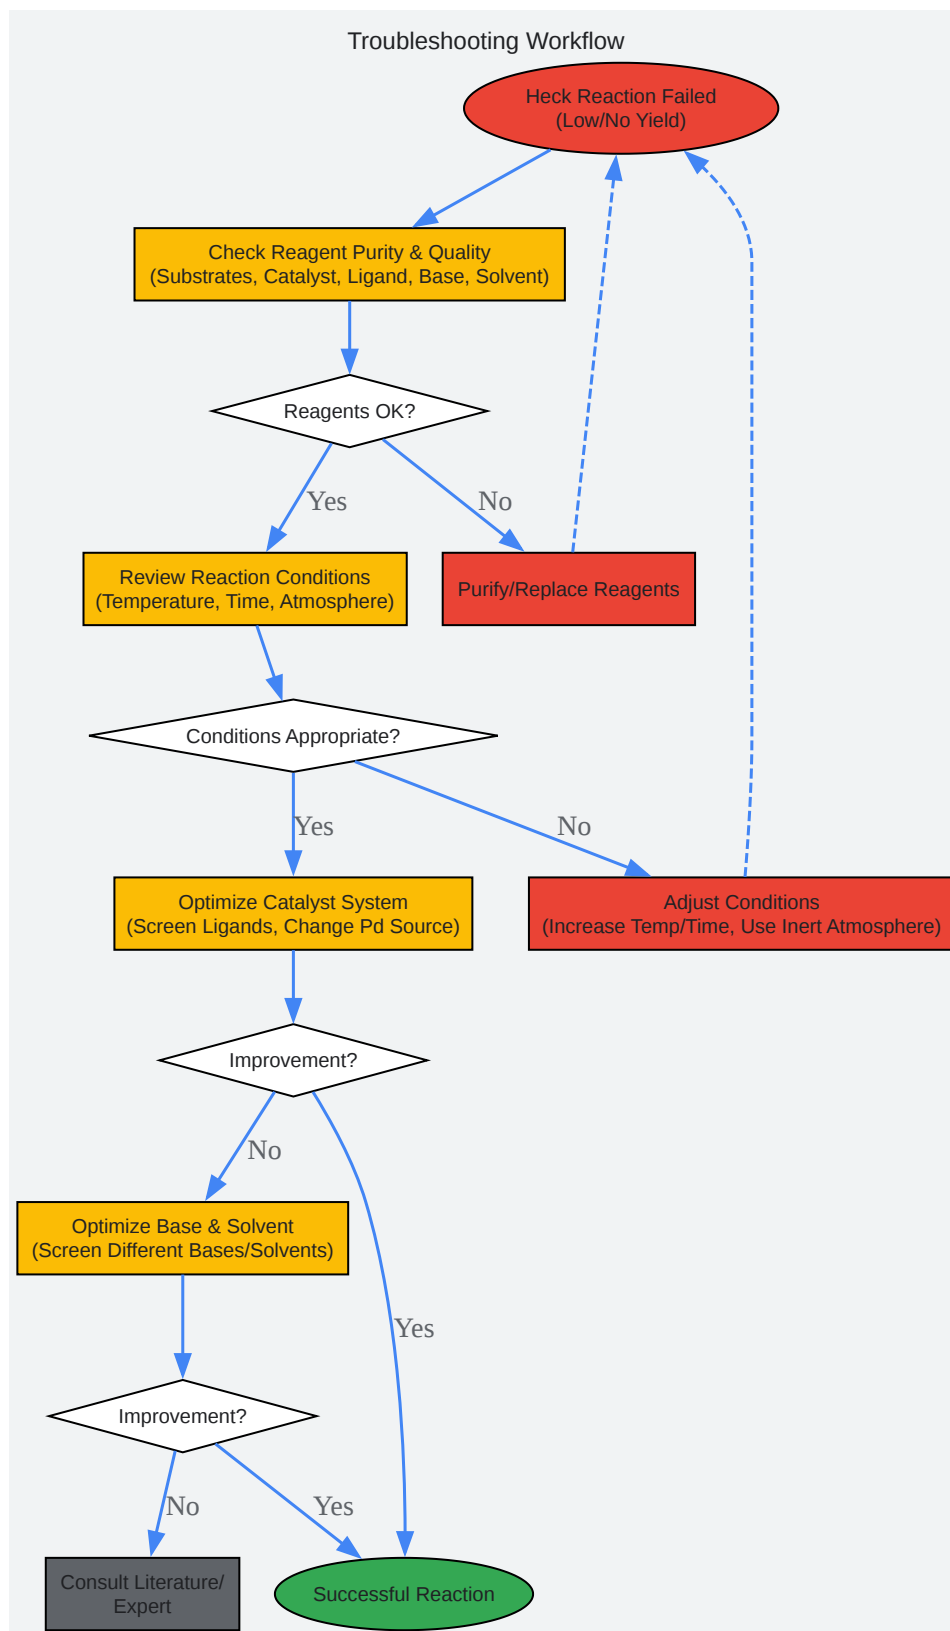 Troubleshooting Workflow
Heck Reaction Failed
(Low/No Yield)
Check Reagent Purity & Quality
(Substrates, Catalyst, Ligand, Base, Solvent)
Reagents OK?
Yes
No
Review Reaction Conditions
(Temperature, Time, Atmosphere)
Purify/Replace Reagents
Conditions Appropriate?
Yes
No
Optimize Catalyst System
(Screen Ligands, Change Pd Source)
Adjust Conditions
(Increase Temp/Time, Use Inert Atmosphere)
Improvement?
No
Optimize Base & Solvent
(Screen Different Bases/Solvents)
Yes
Improvement?
No
Yes
Consult Literature/
Expert
Successful Reaction